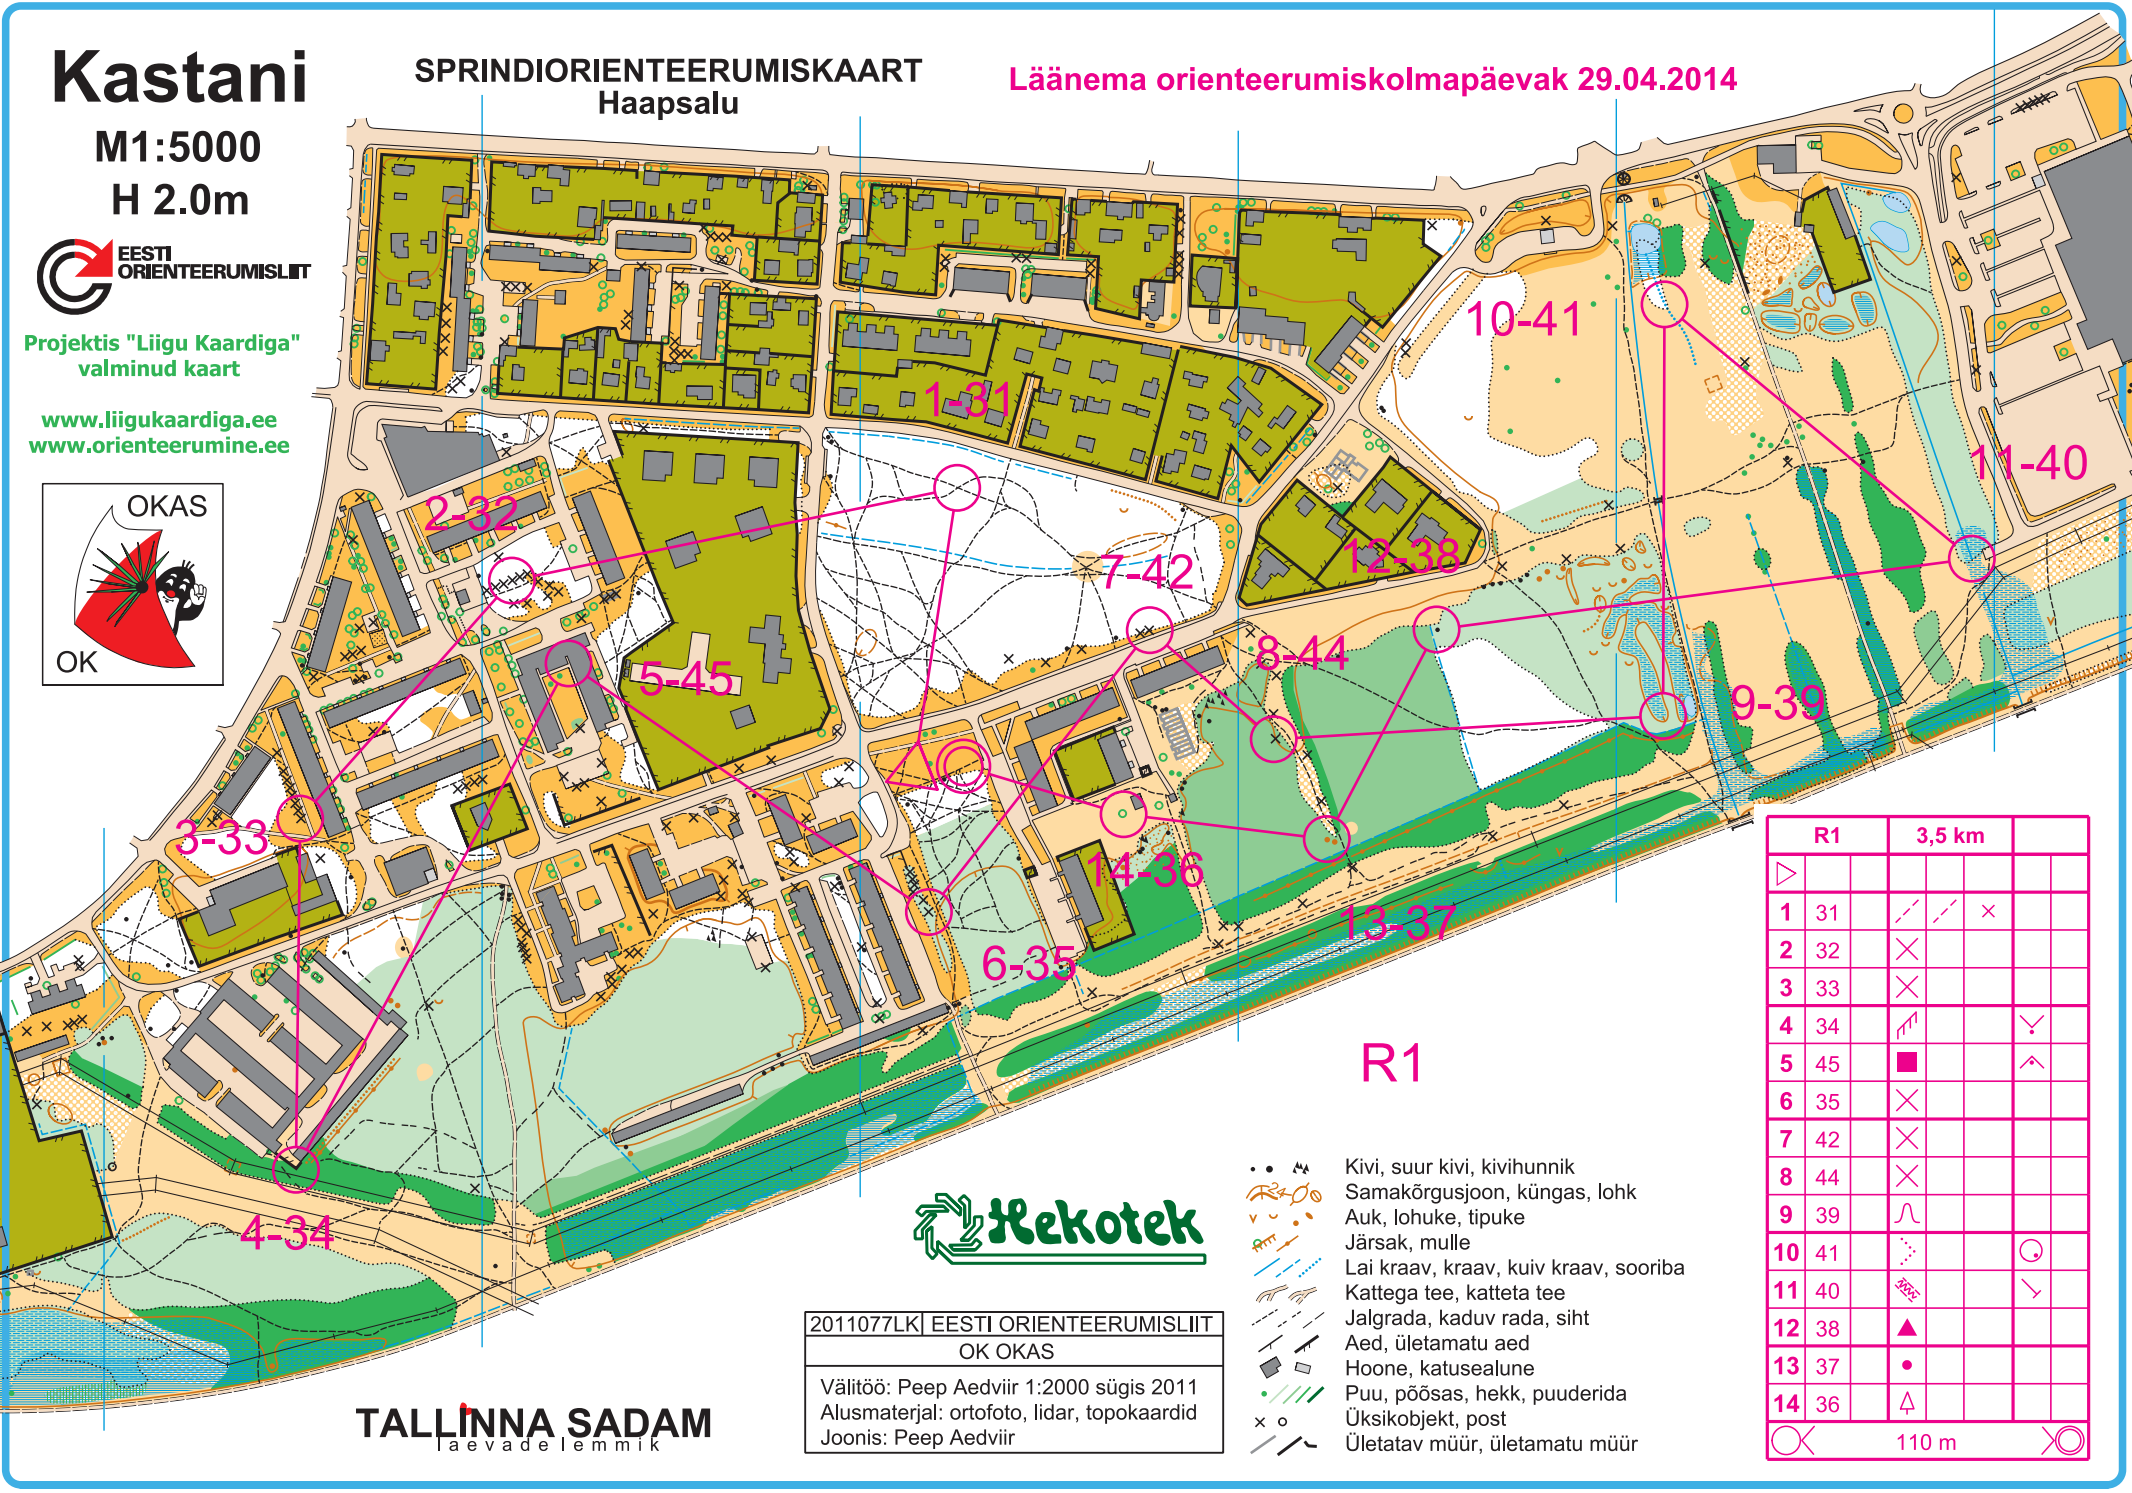 Kastani
M1:5000
H 2.0m
SPRINDIORIENTEERUMISKAART
Haapsalu
Läänema orienteerumiskolmapäevak 29.04.2014
EESTI
ORIENTEERUMISLIIT
Projektis "Liigu Kaardiga"
valminud kaart
www.liigukaardiga.ee
www.orienteerumine.ee
OKAS
OK
10-41
1-31
11-40
2-32
12-38
7-42
8-44
5-45
9-39
3-33
14-36
13-37
6-35
4-34
R1
R1 3,5 km
1 31
2 32
3 33
4 34
5 45
6 35
7 42
8 44
9 39
10 41
11 40
12 38
13 37
14 36
110 m
Hekotek
Kivi, suur kivi, kivihunnik
Samakõrgusjoon, küngas, lohk
Auk, lohuke, tipuke
Järsak, mulle
Lai kraav, kraav, kuiv kraav, sooriba
Kattega tee, katteta tee
Jalgrada, kaduv rada, siht
Aed, ületamatu aed
Hoone, katusealune
Puu, põõsas, hekk, puuderida
Üksikobjekt, post
Ületatav müür, ületamatu müür
2011077LK EESTI ORIENTEERUMISLIIT
OK OKAS
Välitöö: Peep Aedviir 1:2000 sügis 2011
Alusmaterjal: ortofoto, lidar, topokaardid
Joonis: Peep Aedviir
TALLINNA SADAM
laevade lemmik